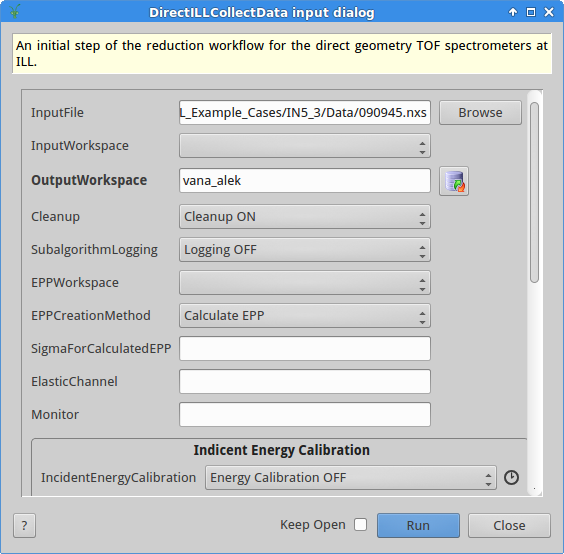 DirectILLCollectData input dialog
An initial step of the reduction workflow for the direct geometry TOF spectrometers at
ILL.
InputFile L_Example_Cases/IN5_3/Data/090945.nxs Browse
InputWorkspace
OutputWorkspace vana_alek
Cleanup Cleanup ON
SubalgorithmLogging Logging OFF
EPPWorkspace
EPPCreationMethod Calculate EPP
SigmaForCalculatedEPP
ElasticChannel
Monitor
Indicent Energy Calibration
IncidentEnergyCalibration Energy Calibration OFF
? Keep Open Run Close